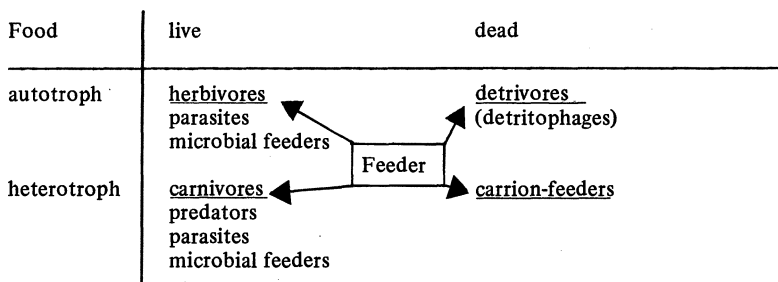 Food live dead
autotroph herbivores detrivores
parasites (detritophages)
microbial feeders
Feeder
heterotroph carnivores carrion-feeders
predators
parasites
microbial feeders